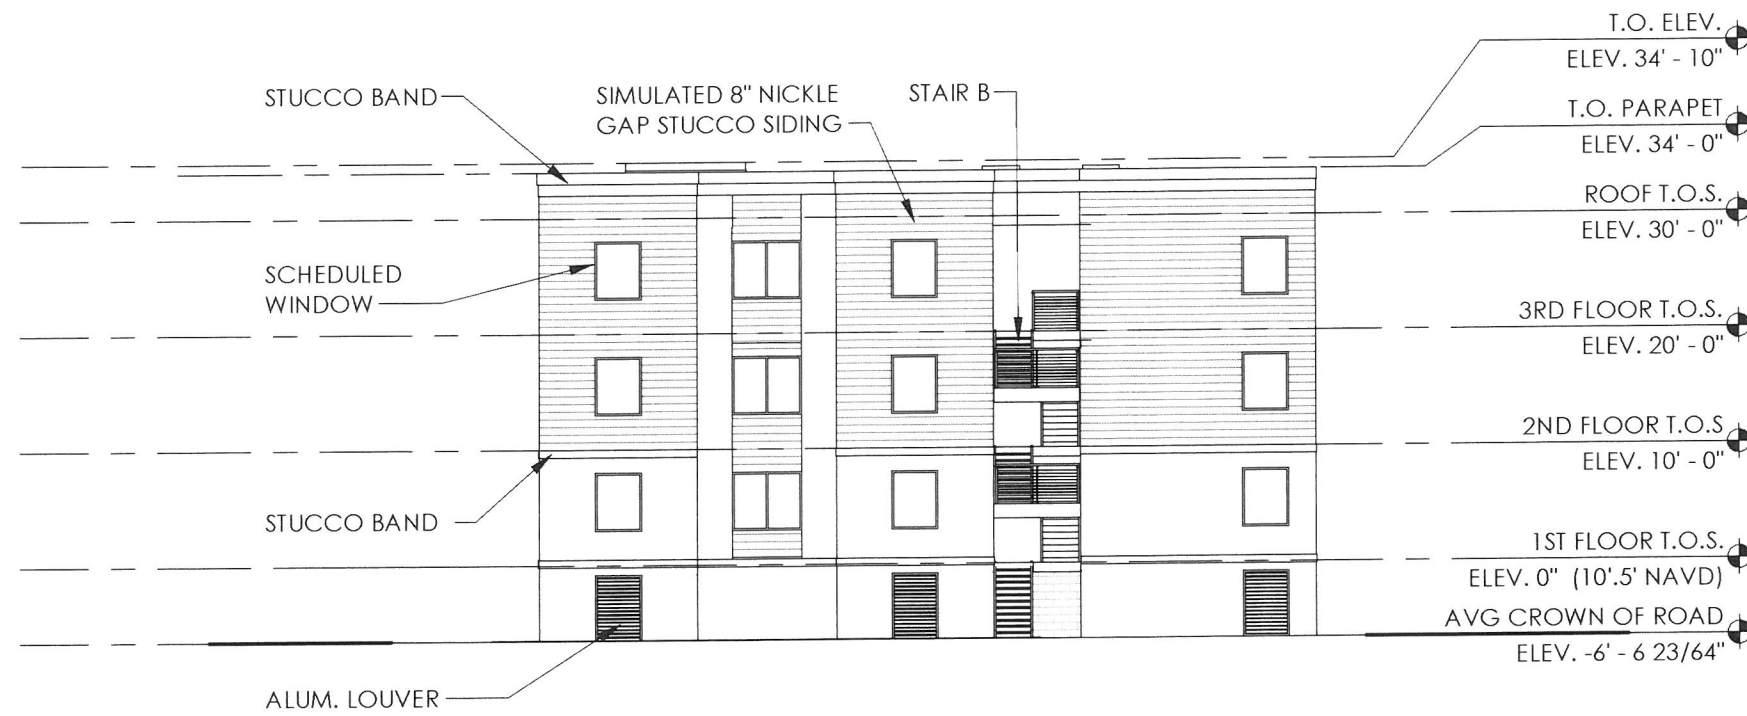 T.O. ELEV.
ELEV. 34' - 10"
STUCCO BAND
SIMULATED 8" NICKLE
GAP STUCCO SIDING
STAIR B
T.O. PARAPET
ELEV. 34' - 0"
ROOF T.O.S.
ELEV. 30' - 0"
SCHEDULED
WINDOW
3RD FLOOR T.O.S.
ELEV. 20' - 0"
2ND FLOOR T.O.S
ELEV. 10' - 0"
STUCCO BAND
1ST FLOOR T.O.S.
ELEV. 0" (10'.5' NAVD)
AVG CROWN OF ROAD
ELEV. -6' - 6 23/64"
ALUM. LOUVER